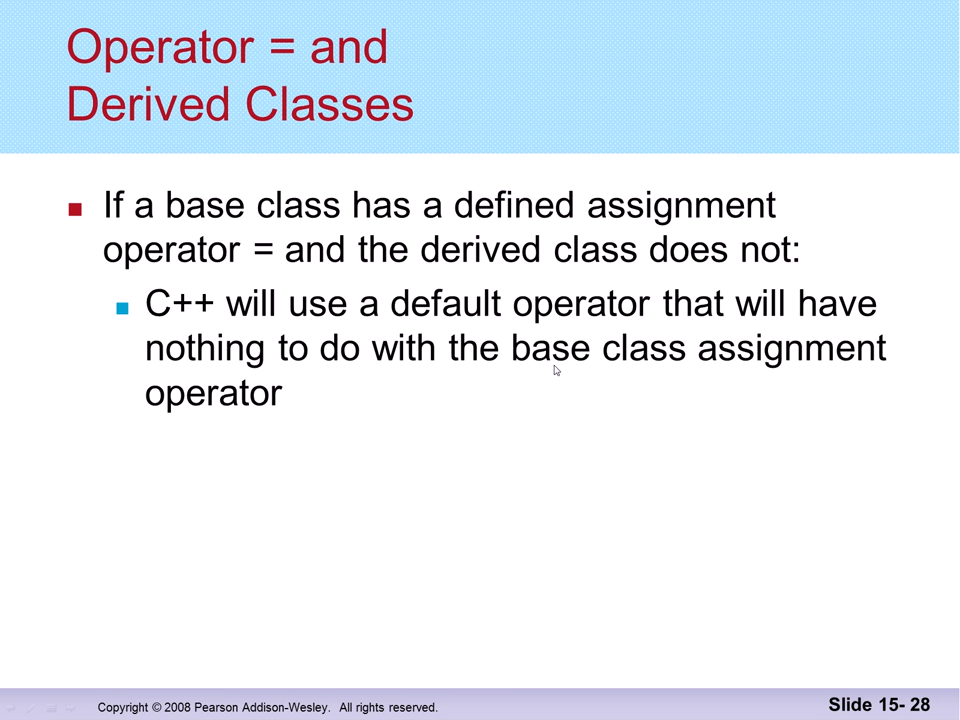 Operator = and
Derived Classes
If a base class has a defined assignment
operator = and the derived class does not:
C++ will use a default operator that will have
nothing to do with the base class assignment
operator
Copyright © 2008 Pearson Addison-Wesley. All rights reserved.
Slide 15- 28